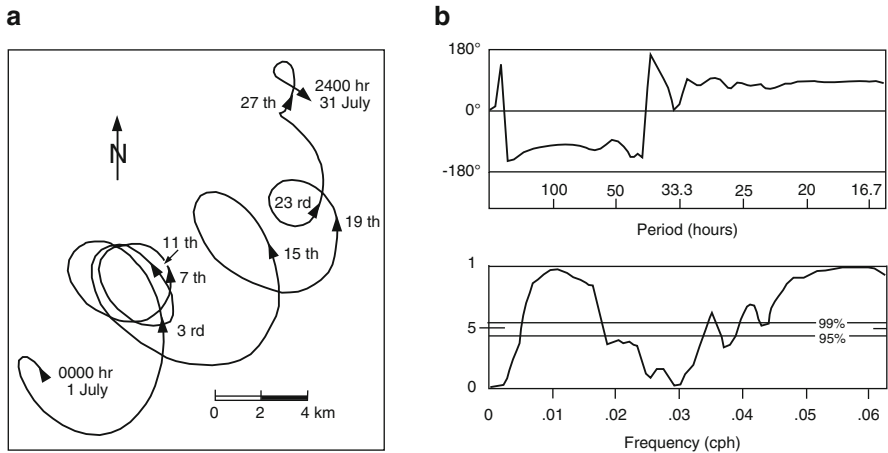 a
N
27 th
2400 hr
31 July
23 rd
19 th
11 th
7 th
15 th
3 rd
0000 hr
1 July
0 2 4 km
b
180°
0°
-180°
100 50 33.3 25 20 16.7
Period (hours)
1
5
0
99%
95%
0 .01 .02 .03 .04 .05 .06
Frequency (cph)